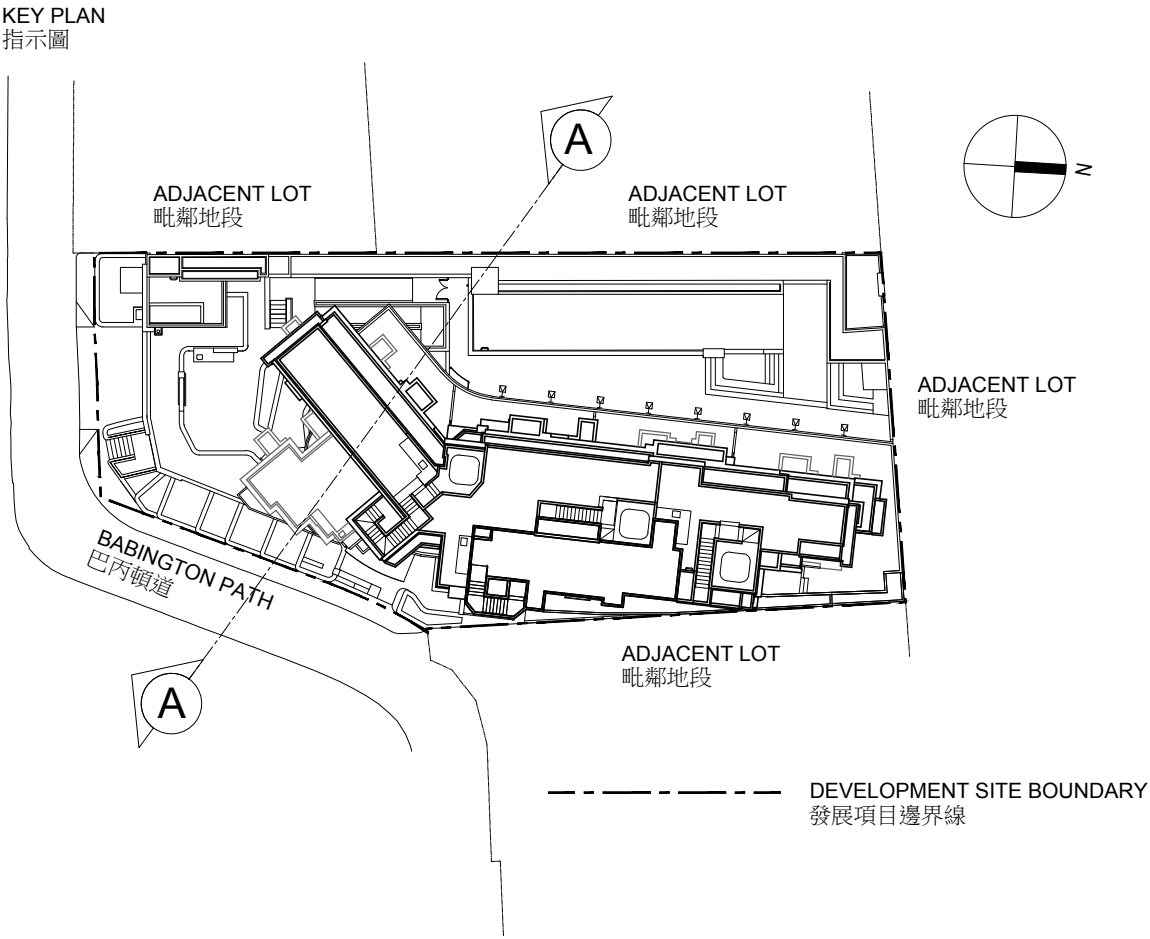 KEY PLAN
指示圖
A
N
ADJACENT LOT
毗鄰地段
ADJACENT LOT
毗鄰地段
ADJACENT LOT
毗鄰地段
BABINGTON PATH
巴丙頓道
ADJACENT LOT
毗鄰地段
A
DEVELOPMENT SITE BOUNDARY
發展項目邊界線